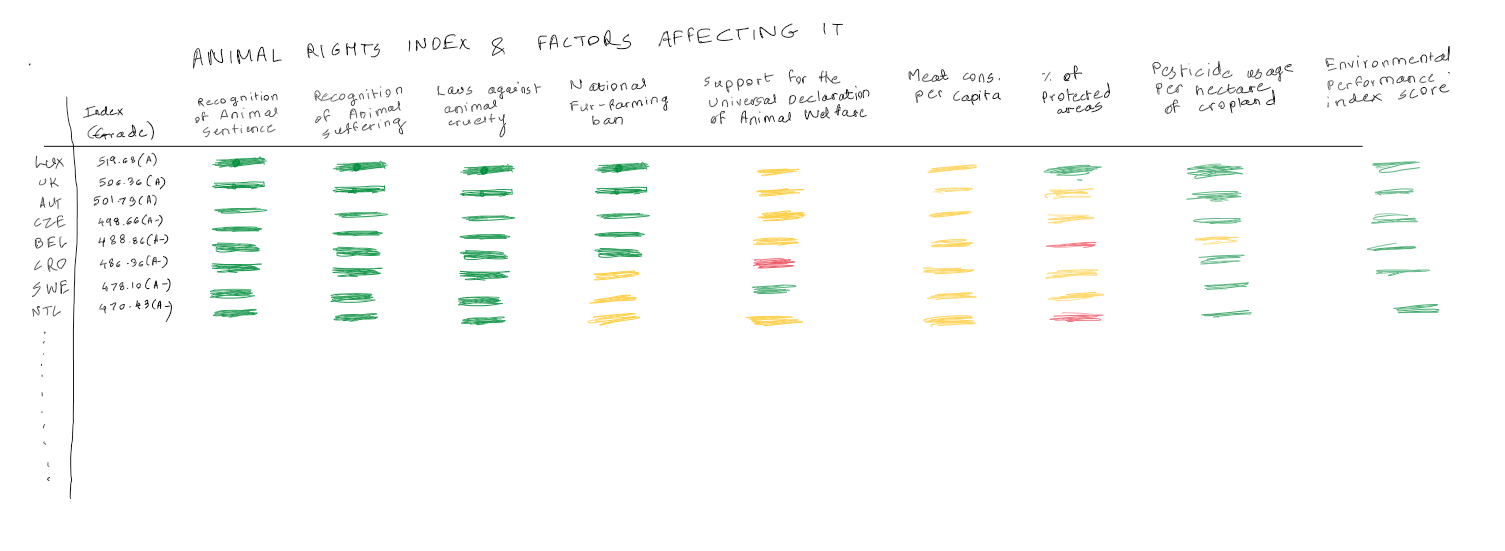 ANIMAL RIGHTS INDEX & FACTORS AFFECTING IT
Index
(Grade)
Recognition
of Animal
Sentience
Recognition
of Animal
suffering
Laws against
animal
cruelty
National
Fur-farming
ban
Support for the
Universal Declaration
of Animal Welfare
Meat cons.
per capita
% of
Protected
areas
Pesticide usage
Per hectare
of cropland
Environmental
Performance
index score
Lux 519.68(A)
UK 506.36(A)
AUT 501.79(A)
CZE 498.66(A-)
BEL 488.86(A-)
CRO 486.96(A-)
SWE 478.10(A-)
NTL 470.43(A-)